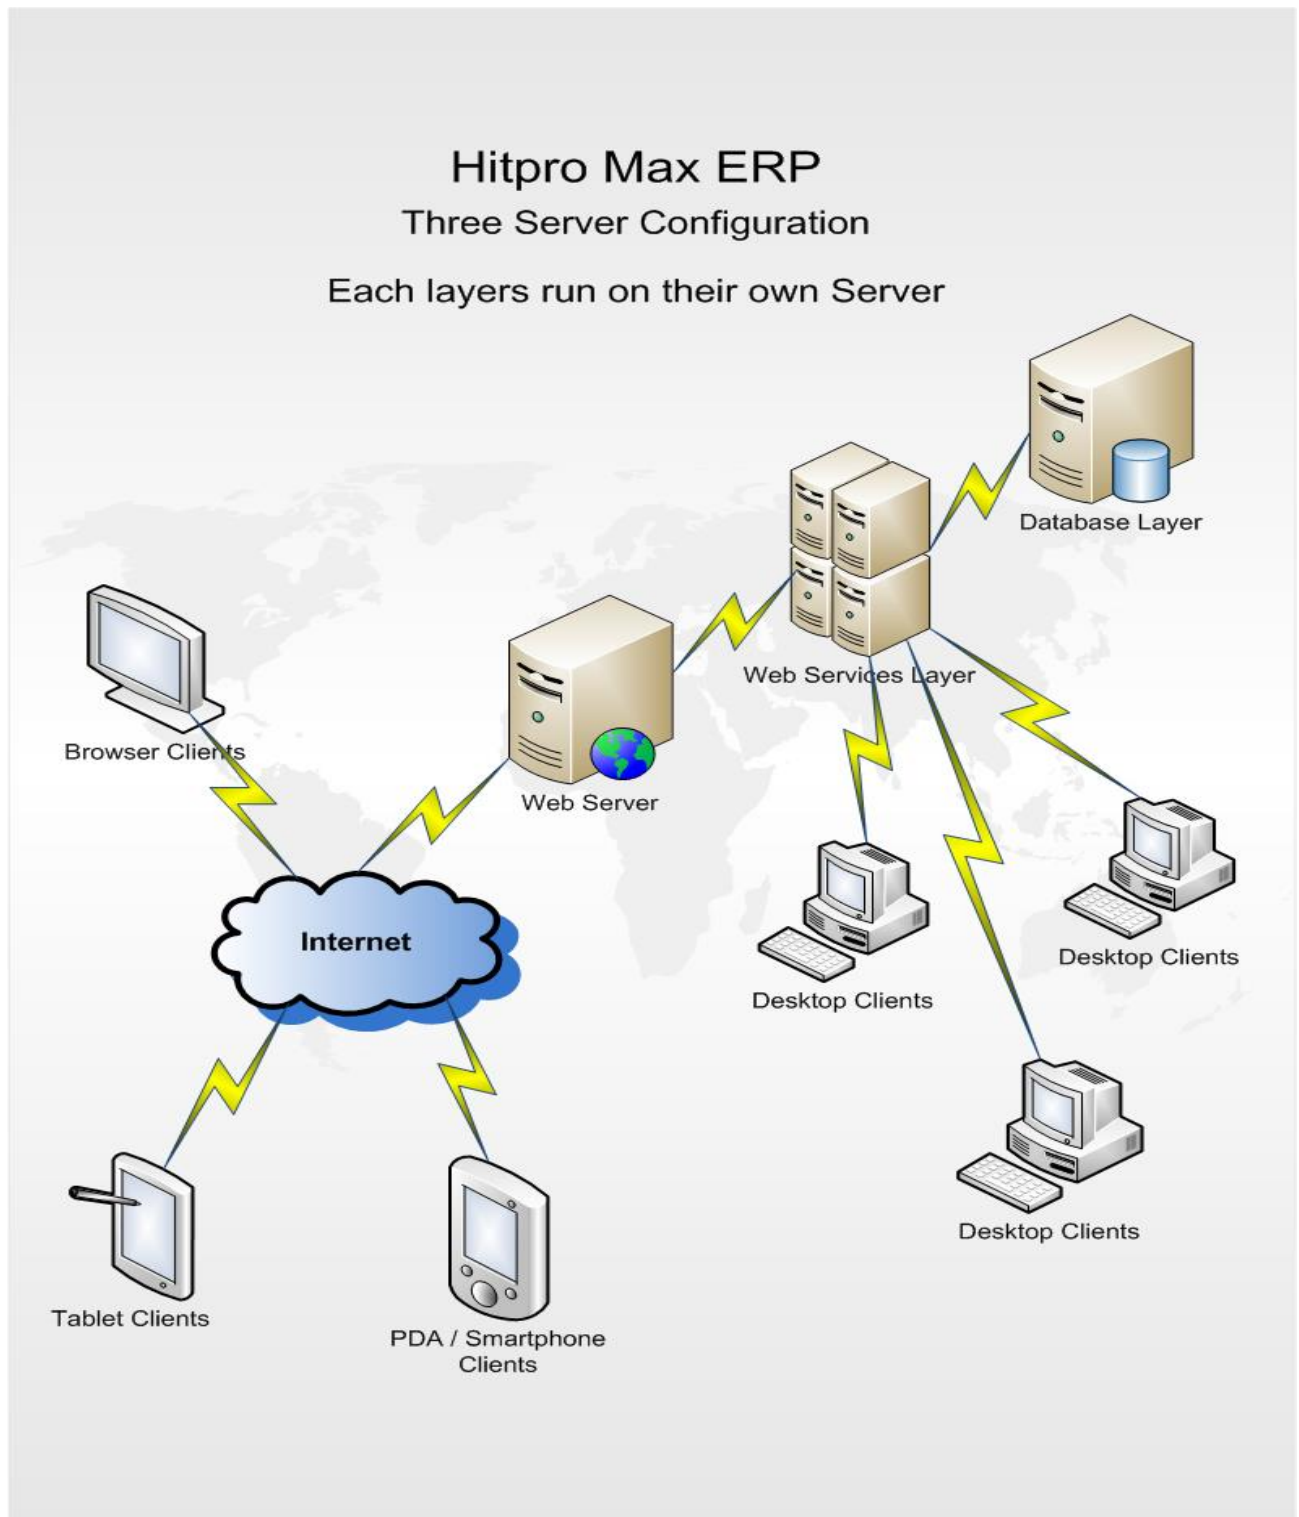 Hitpro Max ERP
Three Server Configuration
Each layers run on their own Server
Database Layer
Web Services Layer
Browser Clients
Web Server
Internet
Desktop Clients
Desktop Clients
Desktop Clients
Tablet Clients
PDA / Smartphone
Clients